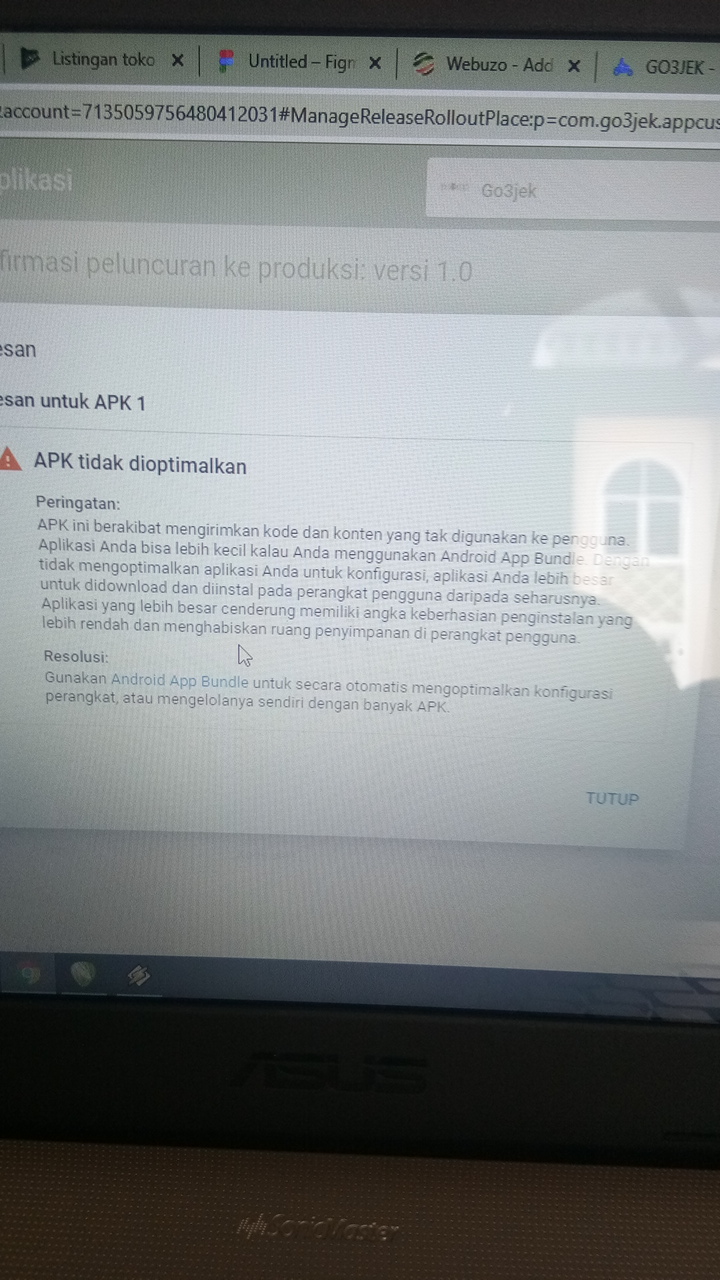 Listingan toko
Untitled – Figm
Webuzo - Add
GO3JEK -
account=7135059756480412031#ManageReleaseRolloutPlace:p=com.go3jek.appcus
plikasi
Go3jek
firmasi peluncuran ke produksi: versi 1.0
esan
esan untuk APK 1
APK tidak dioptimalkan
Peringatan:
APK ini berakibat mengirimkan kode dan konten yang tak digunakan ke pengguna.
Aplikasi Anda bisa lebih kecil kalau Anda menggunakan Android App Bundle. Dengan
tidak mengoptimalkan aplikasi Anda untuk konfigurasi, aplikasi Anda lebih besar
untuk didownload dan diinstal pada perangkat pengguna daripada seharusnya.
Aplikasi yang lebih besar cenderung memiliki angka keberhasian penginstalan yang
lebih rendah dan menghabiskan ruang penyimpanan di perangkat pengguna.
Resolusi:
Gunakan Android App Bundle untuk secara otomatis mengoptimalkan konfigurasi
perangkat, atau mengelolanya sendiri dengan banyak APK.
TUTUP
ASUS
SonicMaster